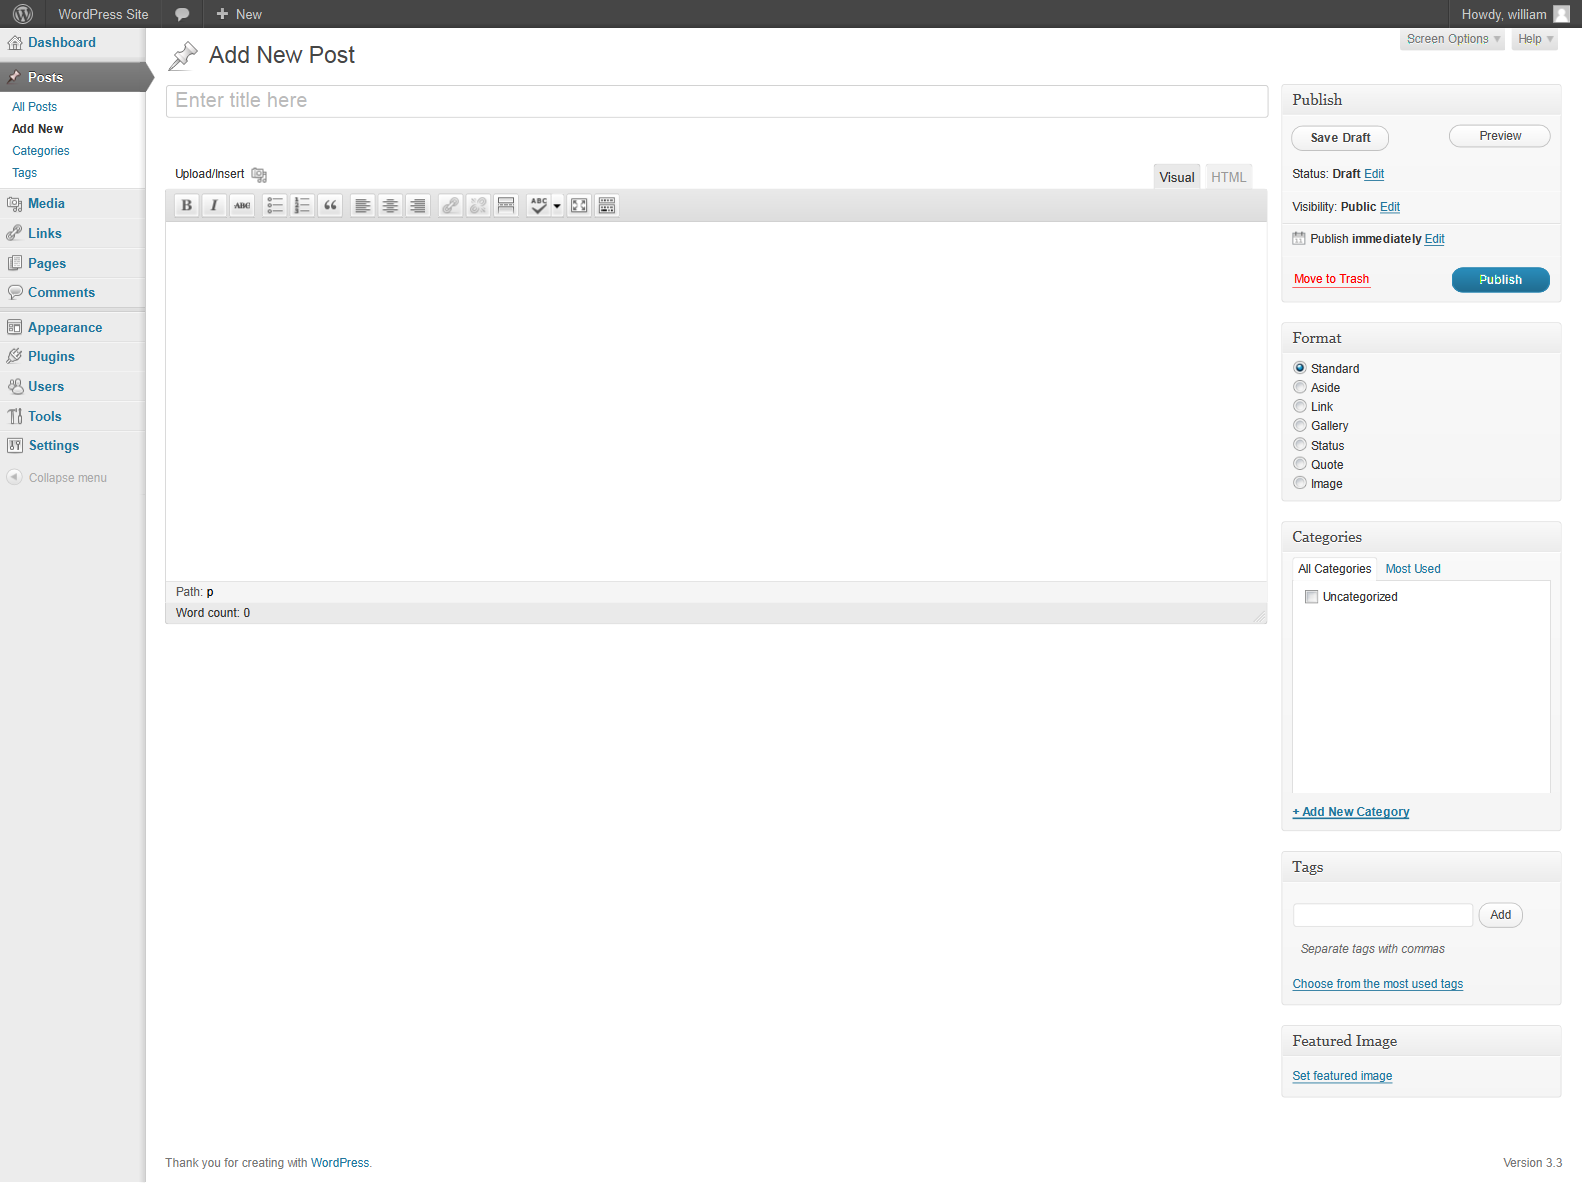 WordPress Site
New
Howdy, william
Dashboard
Posts
All Posts
Add New
Categories
Tags
Media
Links
Pages
Comments
Appearance
Plugins
Users
Tools
Settings
Collapse menu
Screen Options
Help
Add New Post
Enter title here
Upload/Insert
Visual
HTML
B
I
ABC
ABC
Path: p
Word count: 0
Publish
Save Draft
Preview
Status: Draft Edit
Visibility: Public Edit
Publish immediately Edit
Move to Trash
Publish
Format
Standard
Aside
Link
Gallery
Status
Quote
Image
Categories
All Categories
Most Used
Uncategorized
+ Add New Category
Tags
Add
Separate tags with commas
Choose from the most used tags
Featured Image
Set featured image
Thank you for creating with WordPress.
Version 3.3